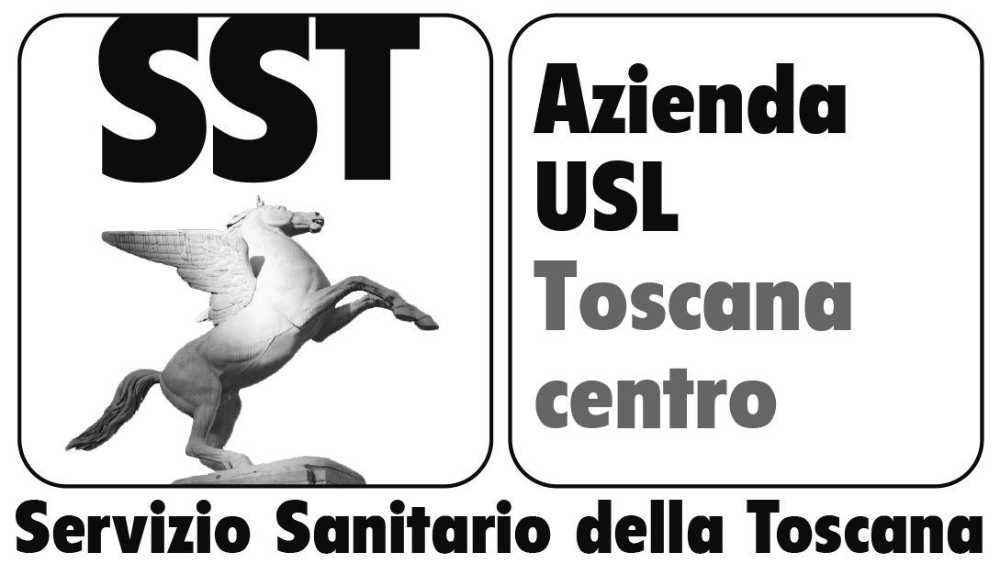 SST
Azienda
USL
Toscana
centro
Servizio Sanitario della Toscana